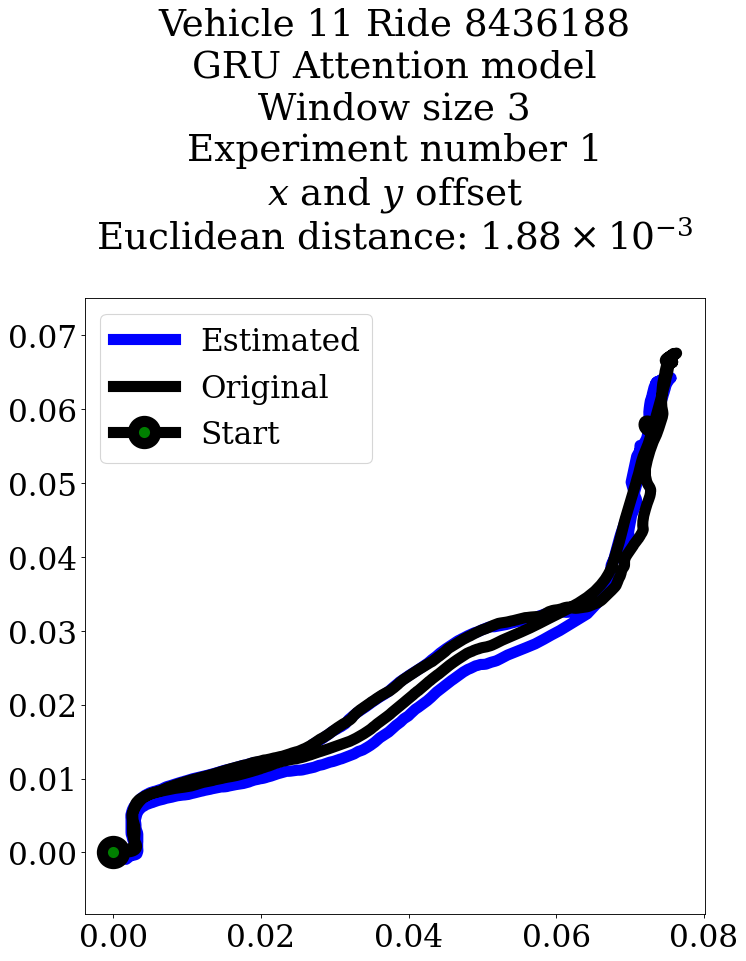 Vehicle 11 Ride 8436188
GRU Attention model
Window size 3
Experiment number 1
x and y offset
Euclidean distance: 1.88 × 10⁻³
Estimated
Original
Start
0.07
0.06
0.05
0.04
0.03
0.02
0.01
0.00
0.00 0.02 0.04 0.06 0.08